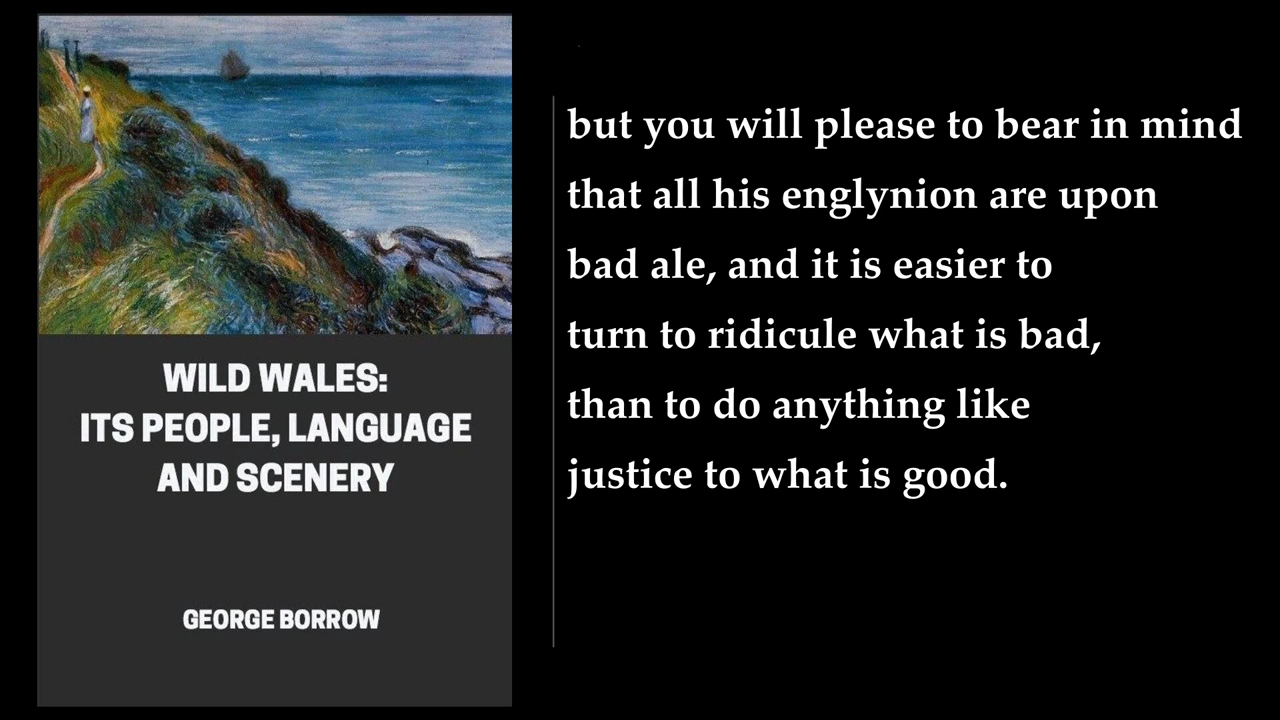 WILD WALES:
ITS PEOPLE, LANGUAGE
AND SCENERY
GEORGE BORROW
but you will please to bear in mind
that all his englynion are upon
bad ale, and it is easier to
turn to ridicule what is bad,
than to do anything like
justice to what is good.